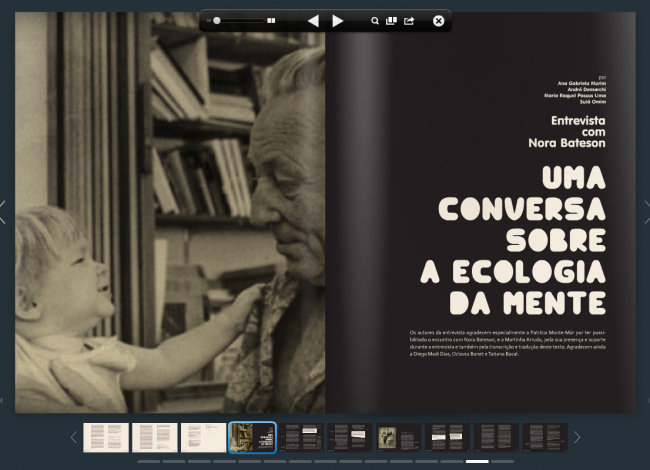 por
Ana Gabriela Morim
André Demarchi
Maria Raquel Passos Lima
Suiá Omim
Entrevista
com
Nora Bateson
UMA
CONVERSA
SOBRE
A ECOLOGIA
DA MENTE
Os autores da entrevista agradecem especialmente a Patricia Monte-Mór por ter possi-
bilitado o encontro com Nora Bateson, e a Martinha Arruda, pela sua presença e suporte
durante a entrevista e também pela transcrição e tradução deste texto. Agradecem ainda
a Diego Madi Dias, Octavio Bonet e Tatiana Bacal.